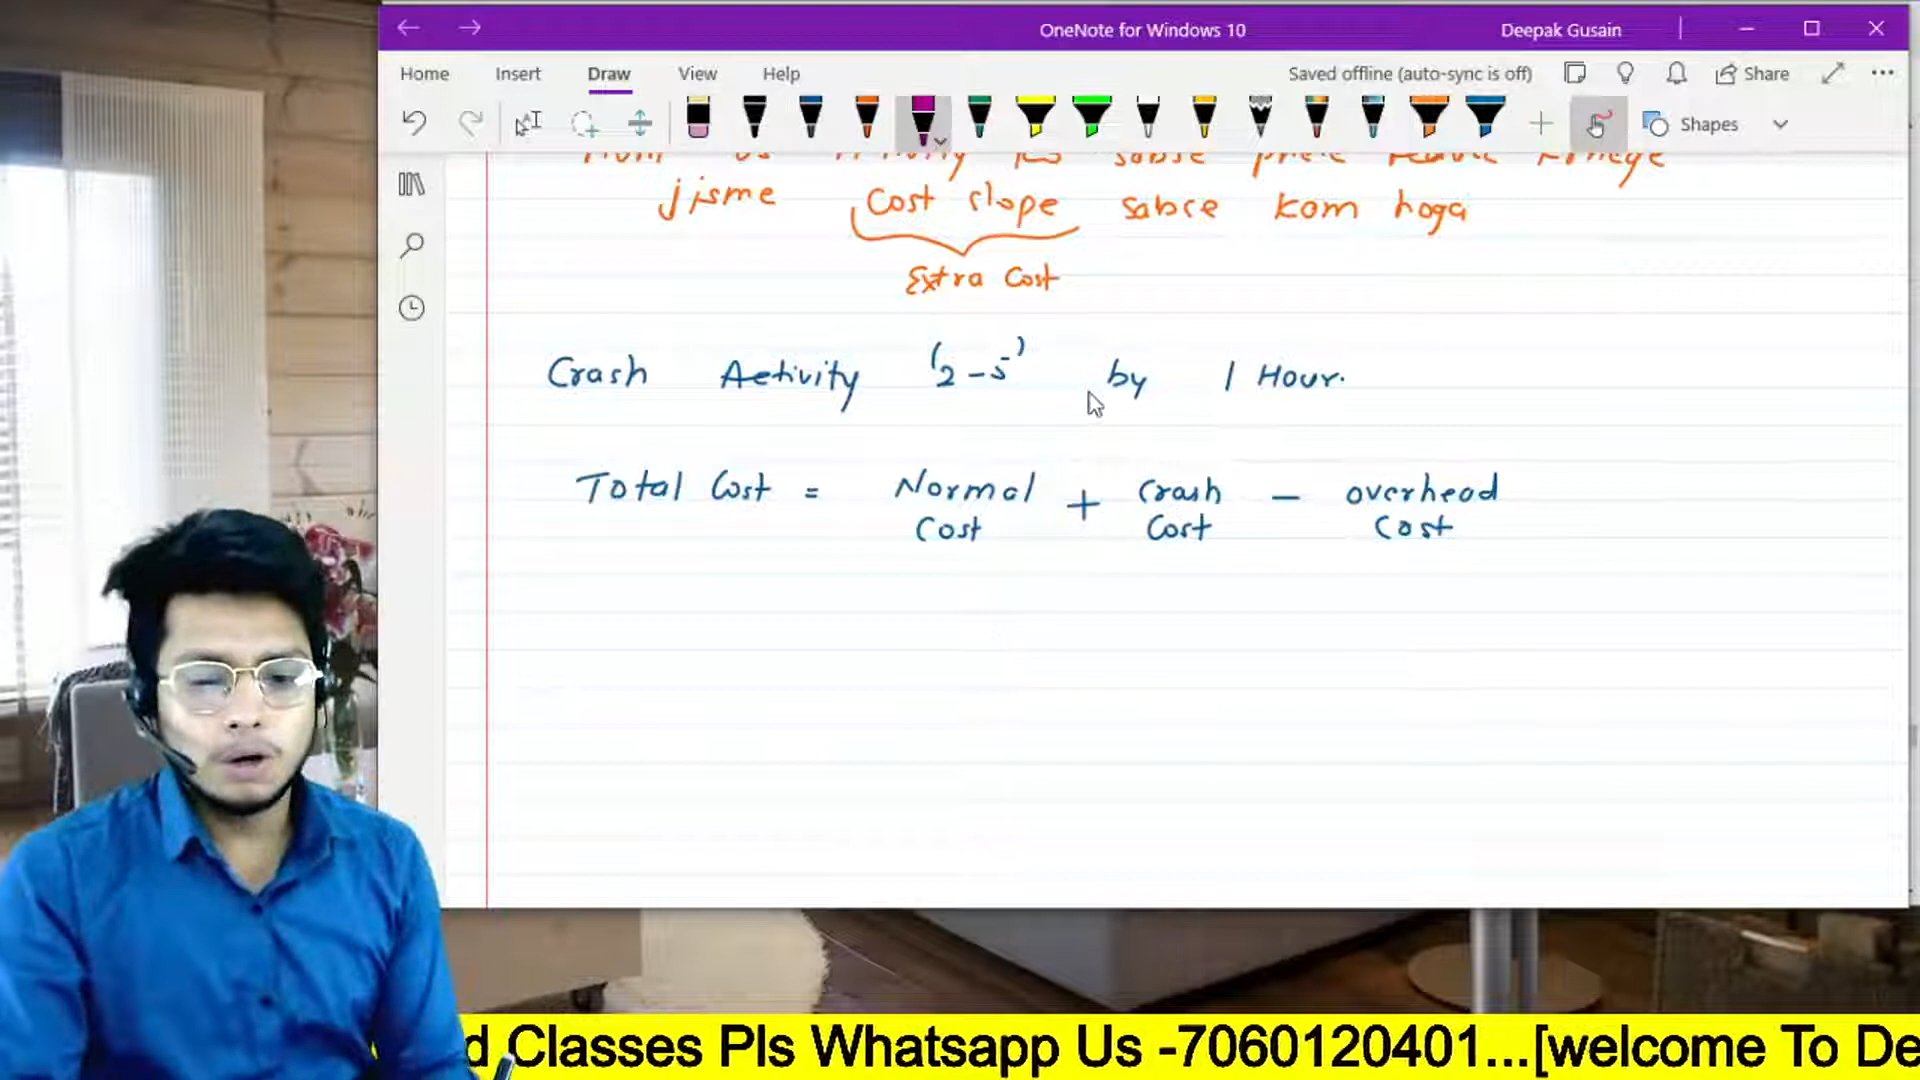 OneNote for Windows 10
Deepak Gusain
Home Insert Draw View Help
Saved offline (auto-sync is off) Share
Shapes
sabse
jisme Cost slope sabse kom hoga
Extra Cost
Crash Activity (2-5) by 1 Hour.
Total Cost = Normal Cost + Crash Cost - overhead Cost
d Classes Pls Whatsapp Us -7060120401...[welcome To De